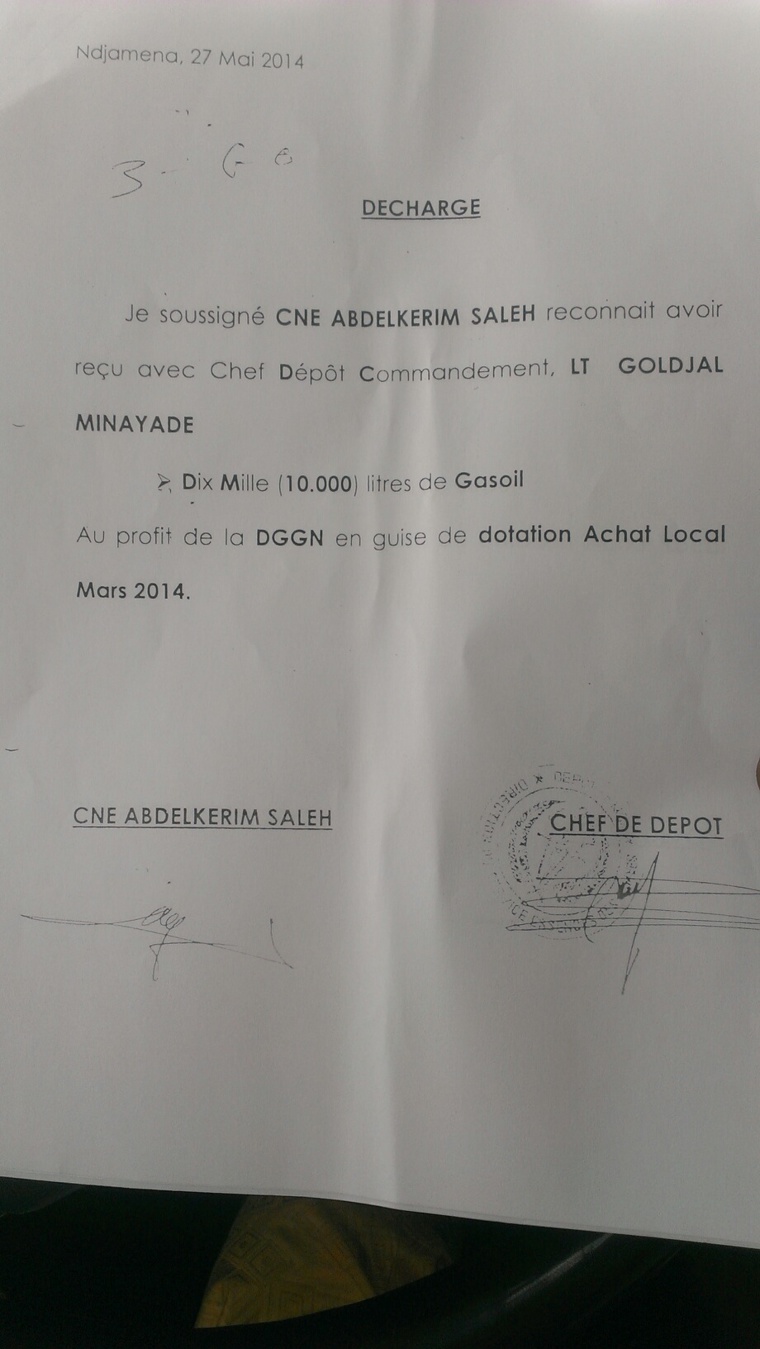 Ndjamena, 27 Mai 2014
3 G 8
DECHARGE
Je soussigné CNE ABDELKERIM SALEH reconnait avoir
reçu avec Chef Dépôt Commandement, LT GOLDJAL
MINAYADE
➢ Dix Mille (10.000) litres de Gasoil
Au profit de la DGGN en guise de dotation Achat Local
Mars 2014.
CNE ABDELKERIM SALEH
CHEF DE DEPOT